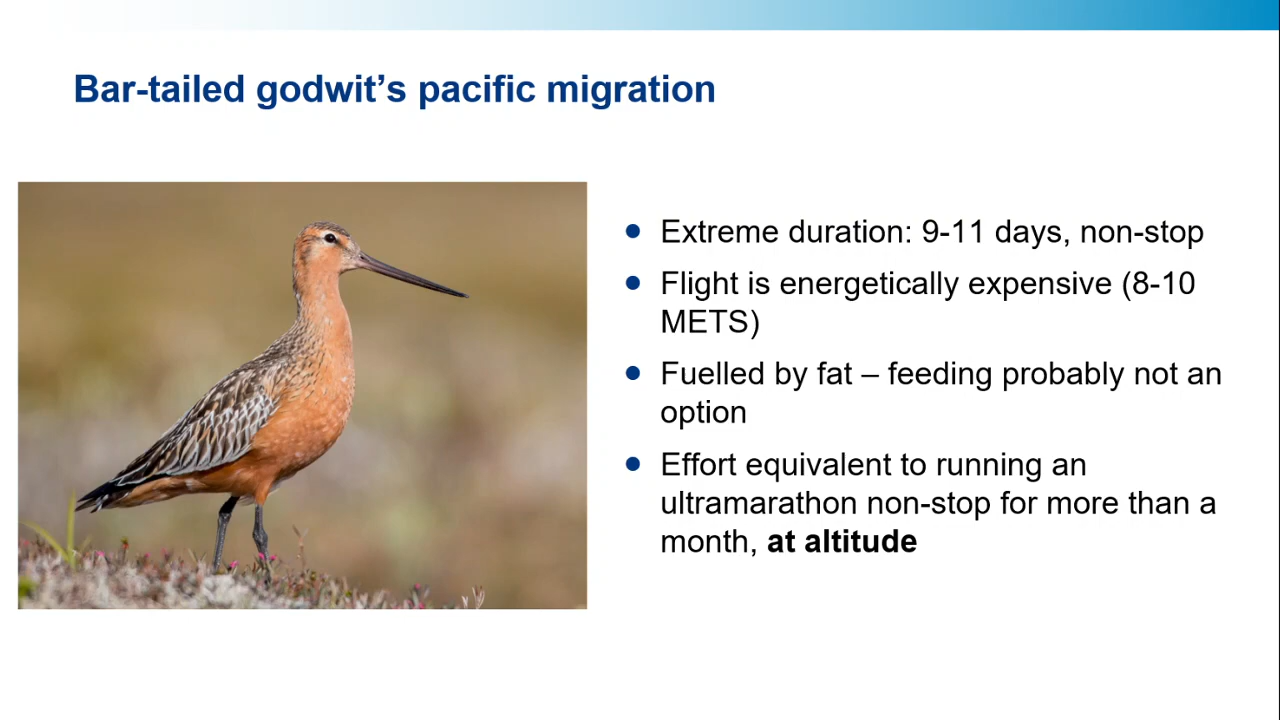 Bar-tailed godwit’s pacific migration
Extreme duration: 9-11 days, non-stop
Flight is energetically expensive (8-10
METS)
Fuelled by fat – feeding probably not an
option
Effort equivalent to running an
ultramarathon non-stop for more than a
month, at altitude